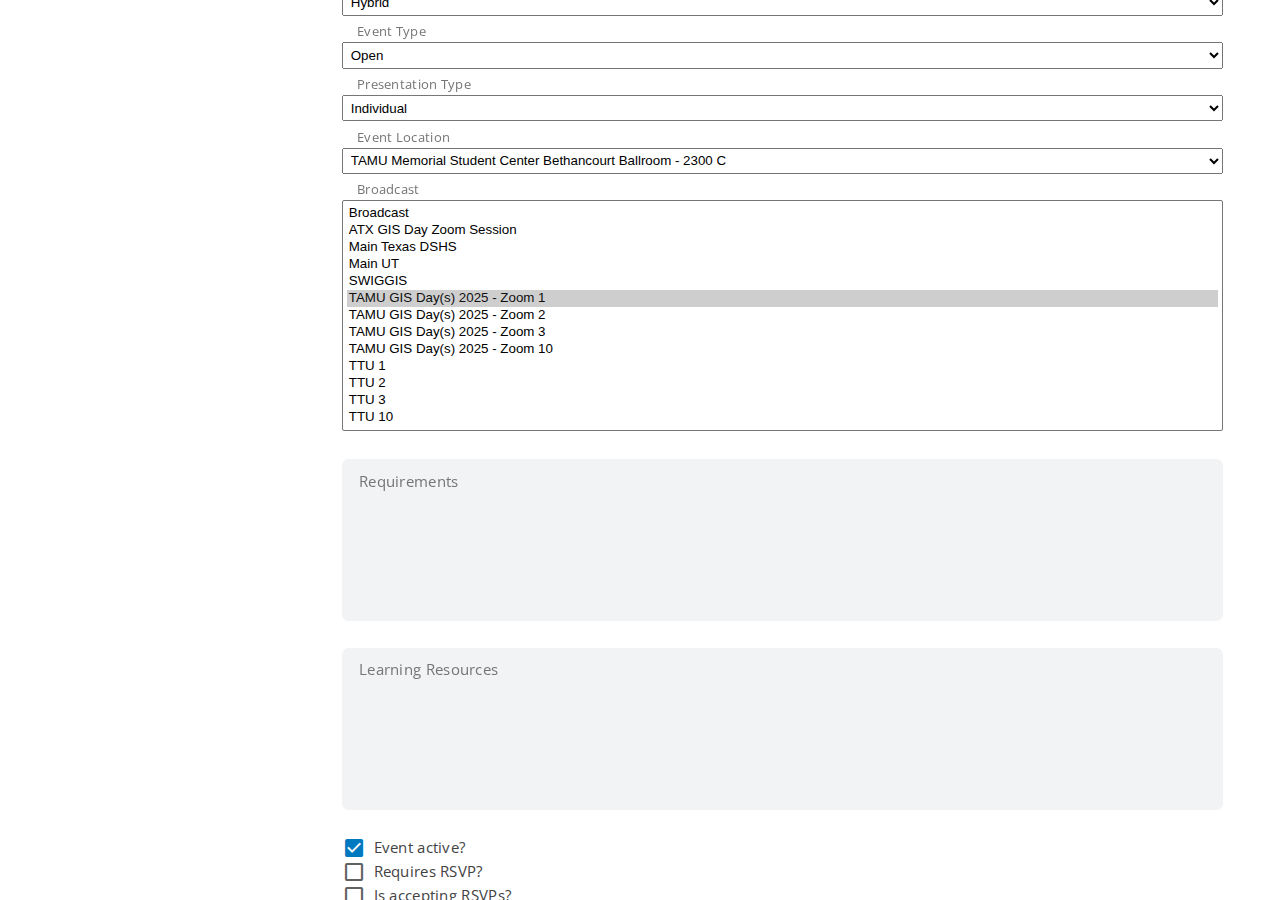 Hybrid
Event Type
Open
Presentation Type
Individual
Event Location
TAMU Memorial Student Center Bethancourt Ballroom - 2300 C
Broadcast
Broadcast
ATX GIS Day Zoom Session
Main Texas DSHS
Main UT
SWIGGIS
TAMU GIS Day(s) 2025 - Zoom 1
TAMU GIS Day(s) 2025 - Zoom 2
TAMU GIS Day(s) 2025 - Zoom 3
TAMU GIS Day(s) 2025 - Zoom 10
TTU 1
TTU 2
TTU 3
TTU 10
Requirements
Learning Resources
Event active?
Requires RSVP?
Is accepting RSVPs?